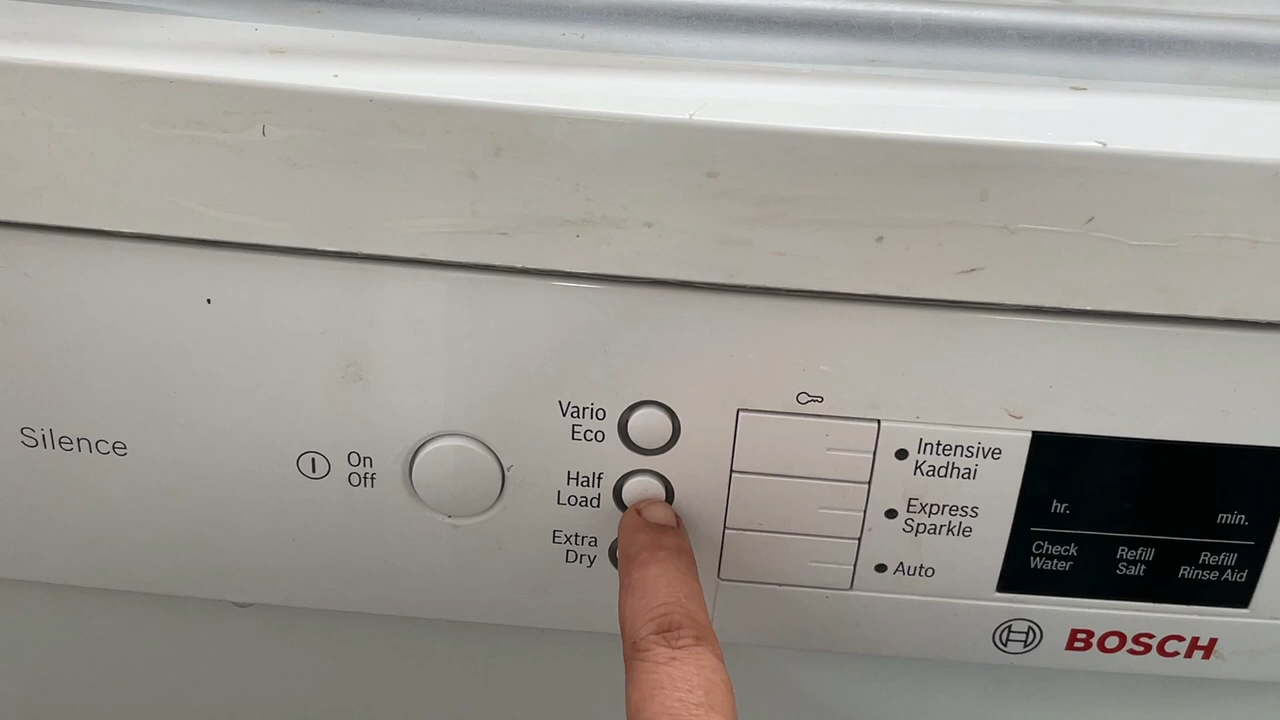 Silence
On
Off
Vario
Eco
Half
Load
Extra
Dry
Intensive
Kadhai
Express
Sparkle
Auto
hr.
min.
Check
Water
Refill
Salt
Refill
Rinse Aid
BOSCH